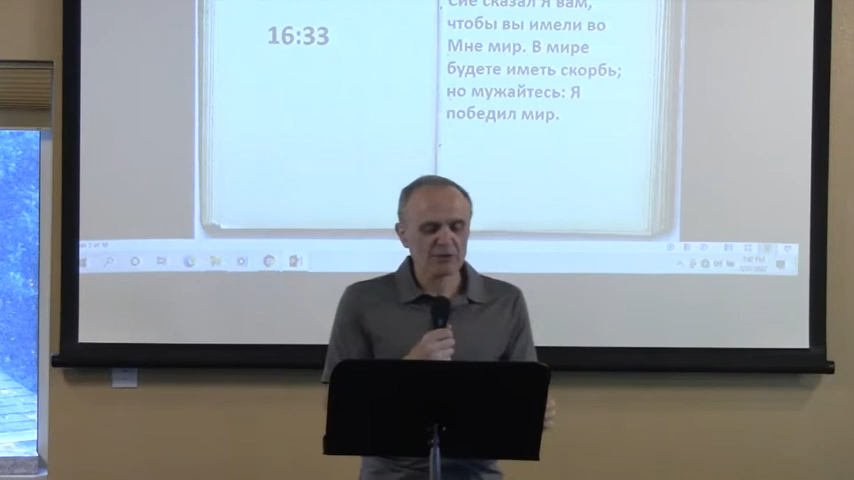 Сие сказал Я вам,
16:33
чтобы вы имели во
Мне мир. В мире
будете иметь скорбь;
но мужайтесь: Я
победил мир.